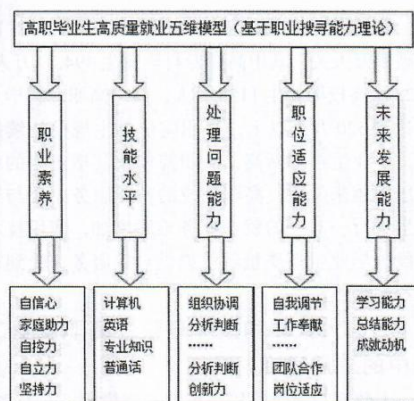 高职毕业生高质量就业五维模型（基于职业搜寻能力理论）
职业素养
技能水平
处理问题能力
职位适应能力
未来发展能力
自信心
家庭助力
自控力
自立力
坚持力
计算机
英语
专业知识
普通话
组织协调
分析判断
……
分析判断
创新力
自我调节
工作奉献
……
团队合作
岗位适应
学习能力
总结能力
成就动机